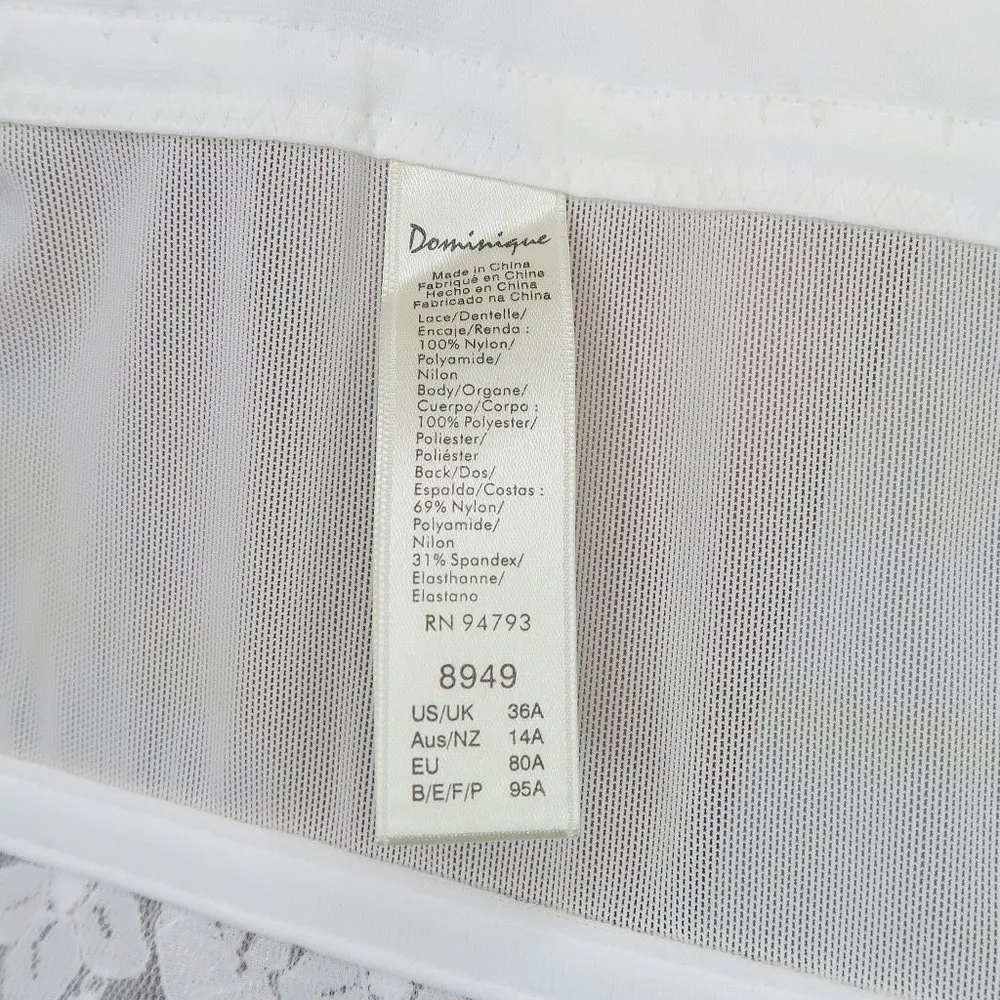 Dominique
Made in China
Fabriqué en Chine
Hecho en China
Fabricado na China
Lace/Dentelle/
Encaje/Renda :
100% Nylon/
Polyamide/
Nilon
Body/Organe/
Cuerpo/Corpo :
100% Polyester/
Poliester/
Poliéster
Back/Dos/
Espalda/Costas :
69% Nylon/
Polyamide/
Nilon
31% Spandex/
Elasthanne/
Elastano
RN 94793
8949
US/UK 36A
Aus/NZ 14A
EU 80A
B/E/F/P 95A